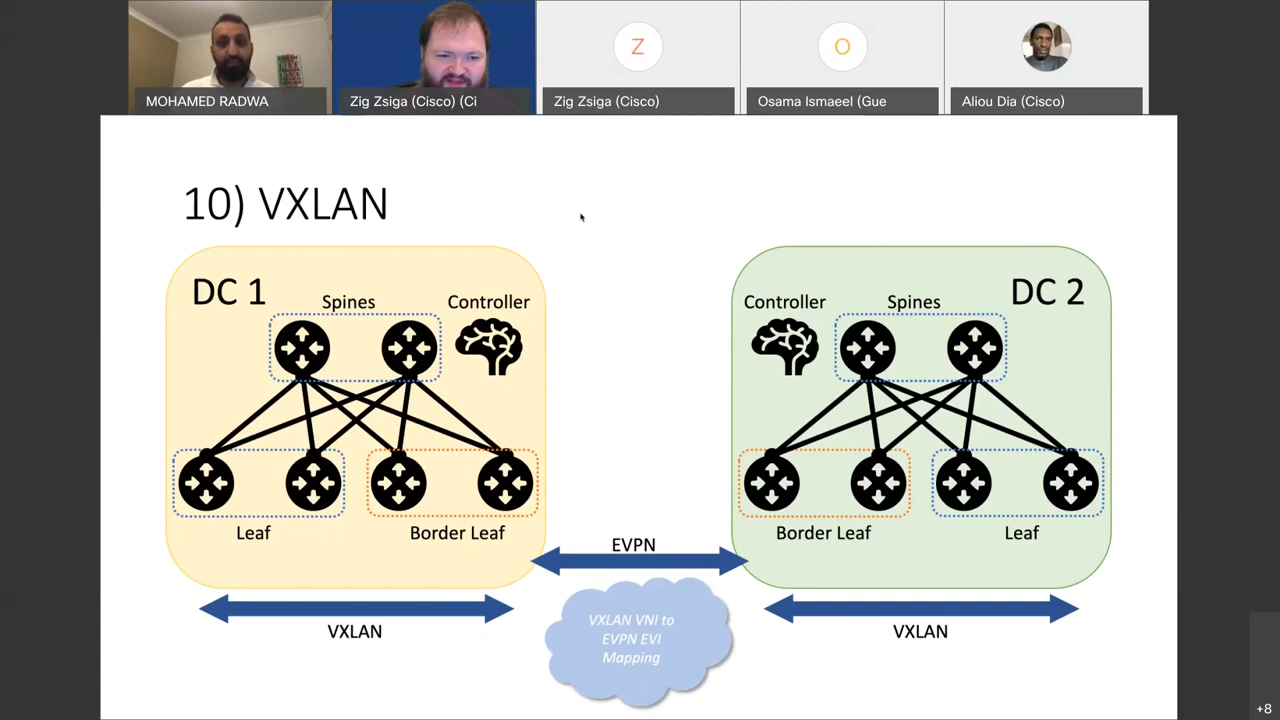 MOHAMED RADWA
Zig Zsiga (Cisco) (Ci
Z
Zig Zsiga (Cisco)
O
Osama Ismaeel (Gue
Aliou Dia (Cisco)
10) VXLAN
DC 1
Spines
Controller
Leaf
Border Leaf
VXLAN
EVPN
VXLAN VNI to
EVPN EVI
Mapping
Controller
Spines
DC 2
Border Leaf
Leaf
VXLAN
+8